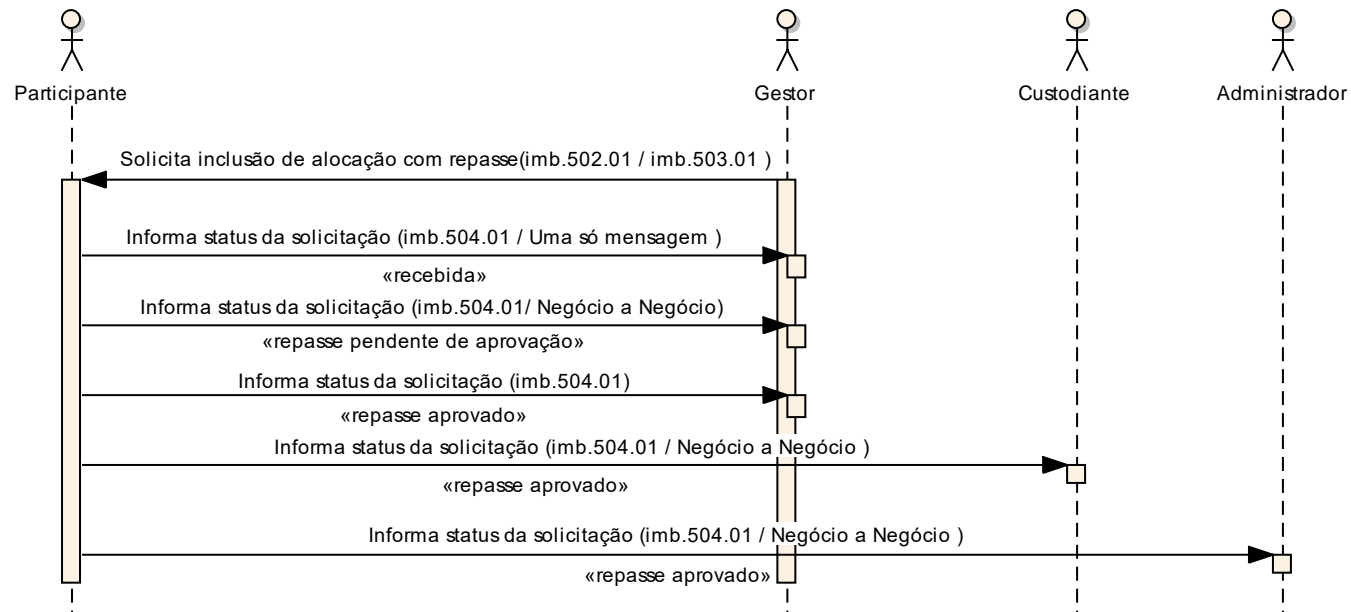 Participante
Gestor
Custodiante
Administrador
Solicita inclusão de alocação com repasse(imb.502.01 / imb.503.01 )
Informa status da solicitação (imb.504.01 / Uma só mensagem )
«recebida»
Informa status da solicitação (imb.504.01/ Negócio a Negócio)
«repasse pendente de aprovação»
Informa status da solicitação (imb.504.01)
«repasse aprovado»
Informa status da solicitação (imb.504.01 / Negócio a Negócio )
«repasse aprovado»
Informa status da solicitação (imb.504.01 / Negócio a Negócio )
«repasse aprovado»